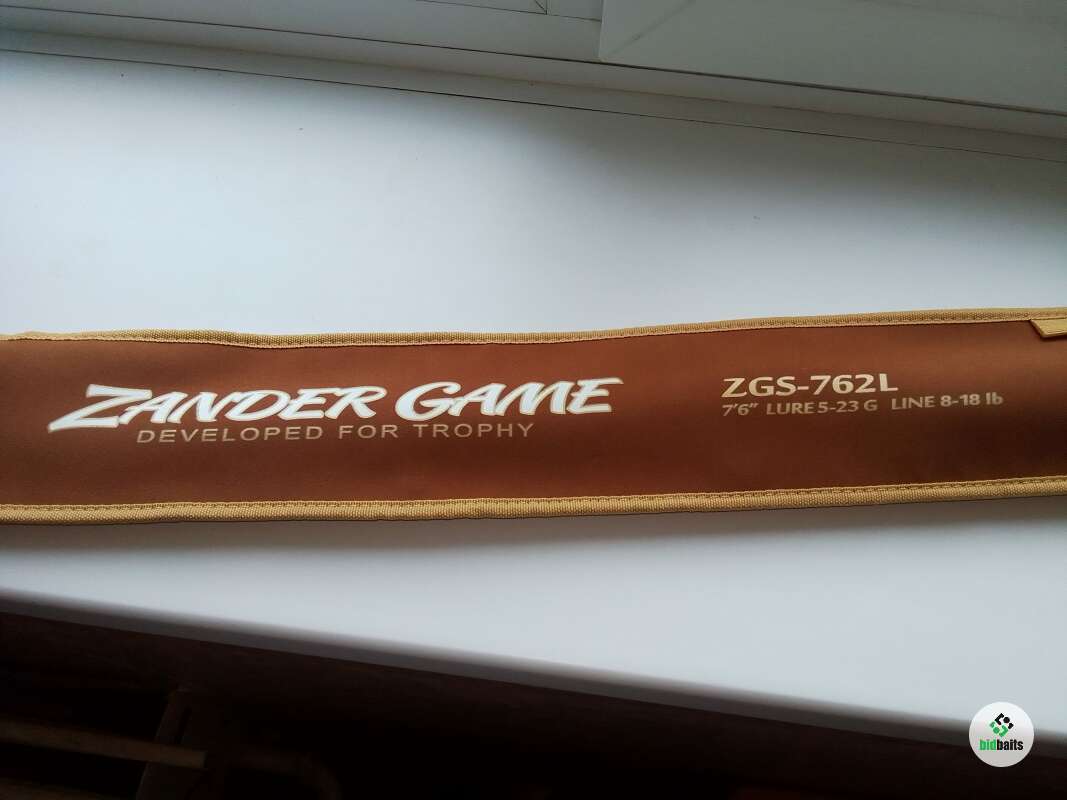 ZANDER GAME
DEVELOPED FOR TROPHY
ZGS-762L
7'6" LURE 5-23 G LINE 8-18 lb
bidbaits